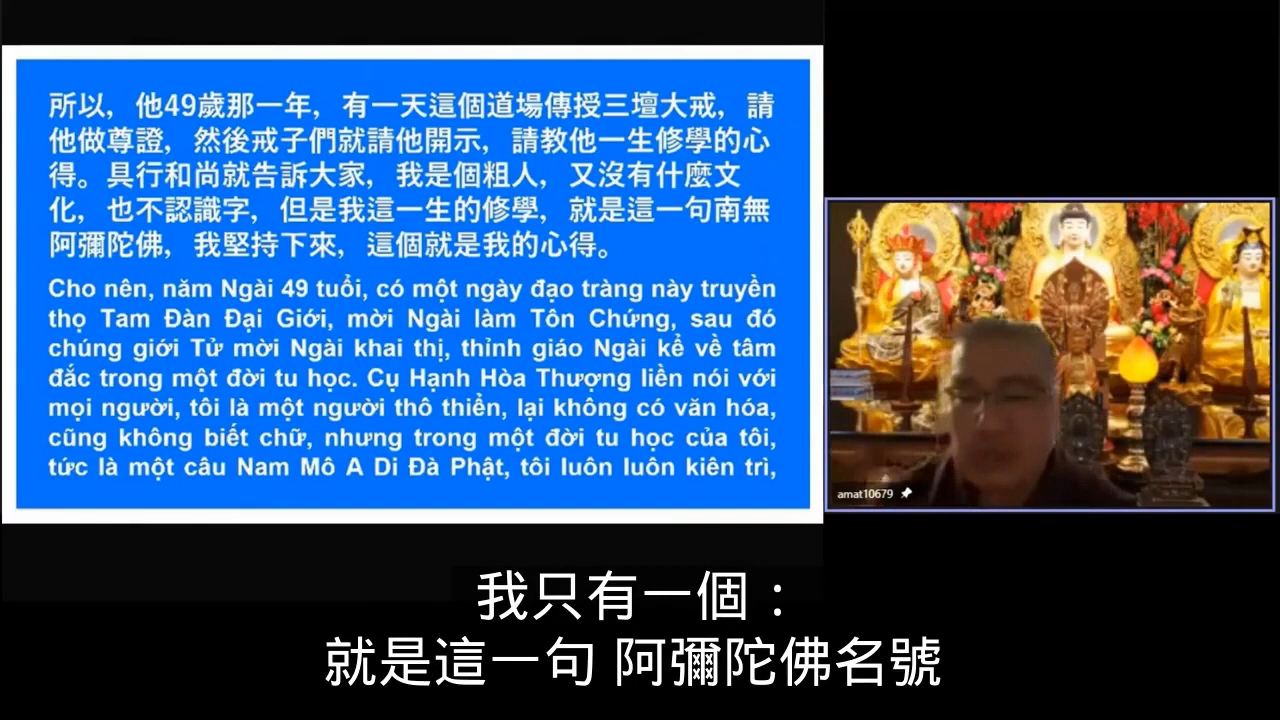 所以，他49歲那一年，有一天這個道場傳授三壇大戒，請
他做尊證，然後戒子們就請他開示，請教他一生修學的心
得。具行和尚就告訴大家，我是個粗人，又沒有什麼文
化，也不認識字，但是我這一生的修學，就是這一句南無
阿彌陀佛，我堅持下來，這個就是我的心得。
Cho nên, năm Ngài 49 tuổi, có một ngày đạo tràng này truyền
thọ Tam Đàn Đại Giới, mời Ngài làm Tôn Chứng, sau đó
chúng giới Tử mời Ngài khai thị, thỉnh giáo Ngài kể về tâm
đắc trong một đời tu học. Cụ Hạnh Hòa Thượng liền nói với
mọi người, tôi là một người thô thiển, lại không có văn hóa,
cũng không biết chữ, nhưng trong một đời tu học của tôi,
tức là một câu Nam Mô A Di Đà Phật, tôi luôn luôn kiên trì,
amat10679
我只有一個：
就是這一句 阿彌陀佛名號